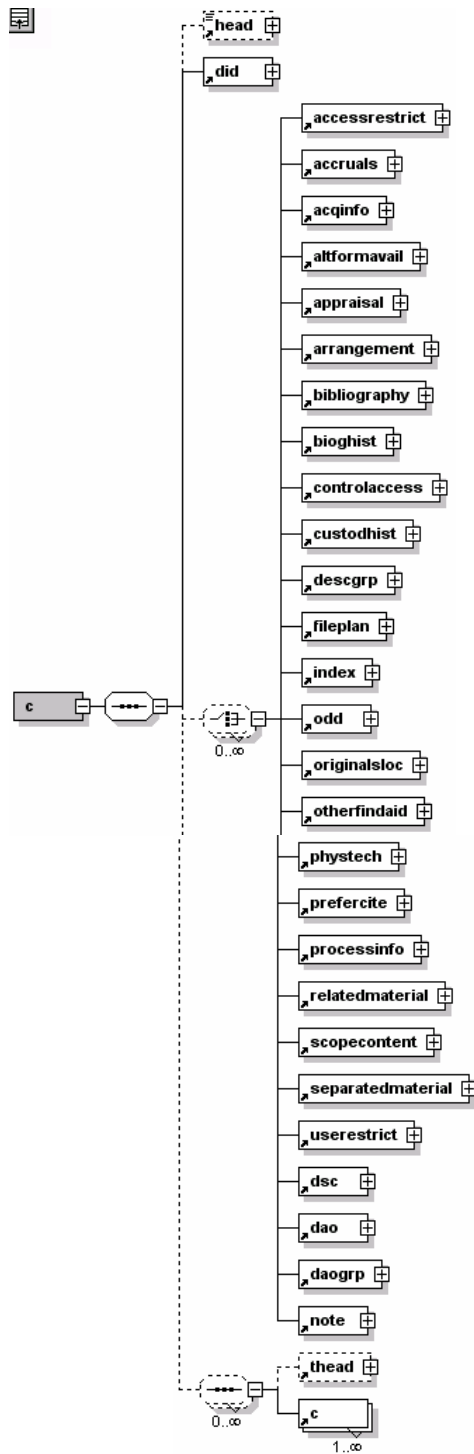 head
did
accessrestrict
accruals
acqinfo
altformavail
appraisal
arrangement
bibliography
bioghist
controlaccess
custodhist
descgrp
fileplan
index
c
odd
0..∞
originalsloc
otherfindaid
phystech
prefercite
processinfo
relatedmaterial
scopecontent
separatedmaterial
userestrict
dsc
dao
daogrp
note
thead
0..∞
c
1..∞